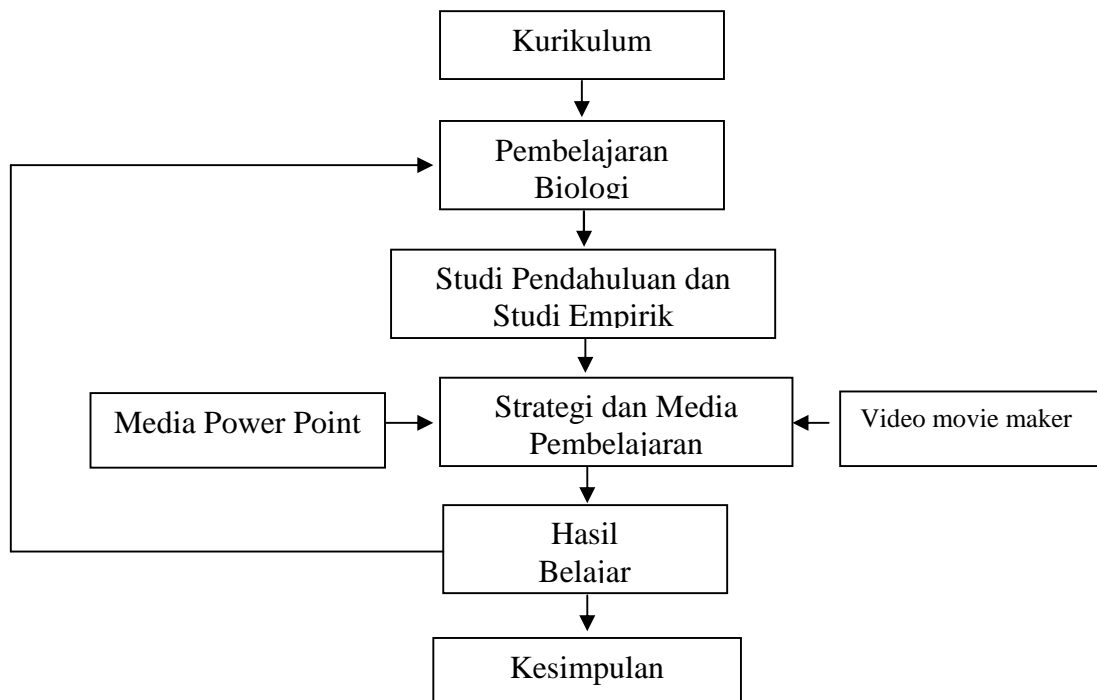 Kurikulum
Pembelajaran
Biologi
Studi Pendahuluan dan
Studi Empirik
Media Power Point
Strategi dan Media
Pembelajaran
Video movie maker
Hasil
Belajar
Kesimpulan